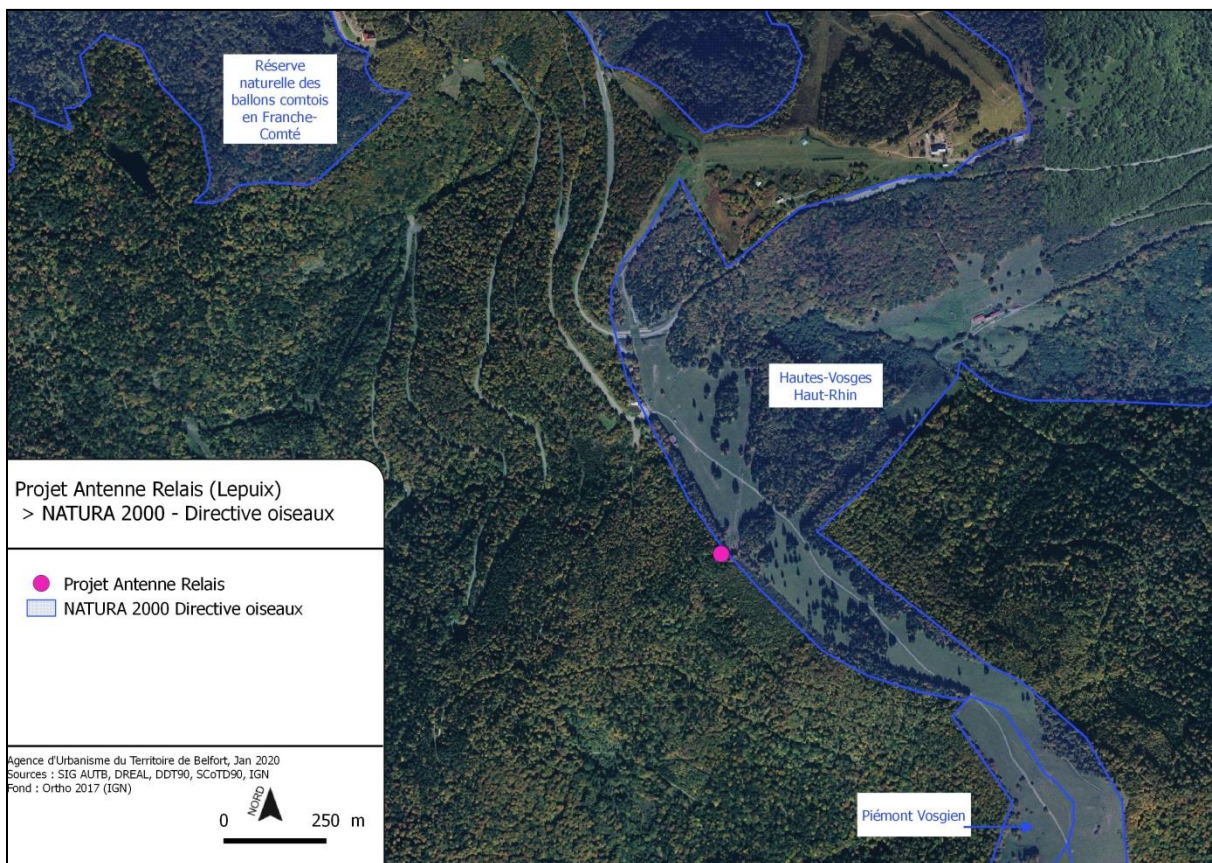 Réserve
naturelle des
ballons comtois
en Franche-
Comté
Hautes-Vosges
Haut-Rhin
Piémont Vosgien
Projet Antenne Relais (Lepuix)
> NATURA 2000 - Directive oiseaux
Projet Antenne Relais
NATURA 2000 Directive oiseaux
Agence d'Urbanisme du Territoire de Belfort, Jan 2020
Sources : SIG AUTB, DREAL, DDT90, SCoTD90, IGN
Fond : Ortho 2017 (IGN)
NORD
0 250 m